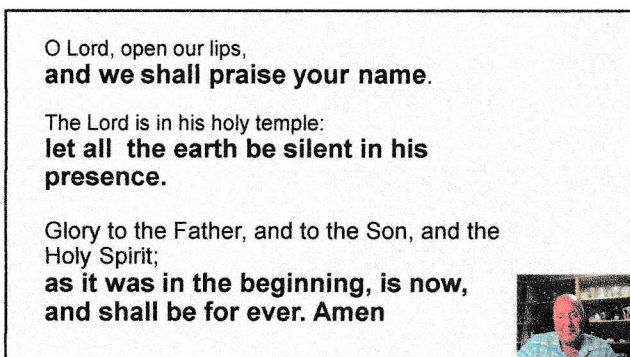 O Lord, open our lips,
and we shall praise your name.
The Lord is in his holy temple:
let all the earth be silent in his
presence.
Glory to the Father, and to the Son, and the
Holy Spirit;
as it was in the beginning, is now,
and shall be for ever. Amen